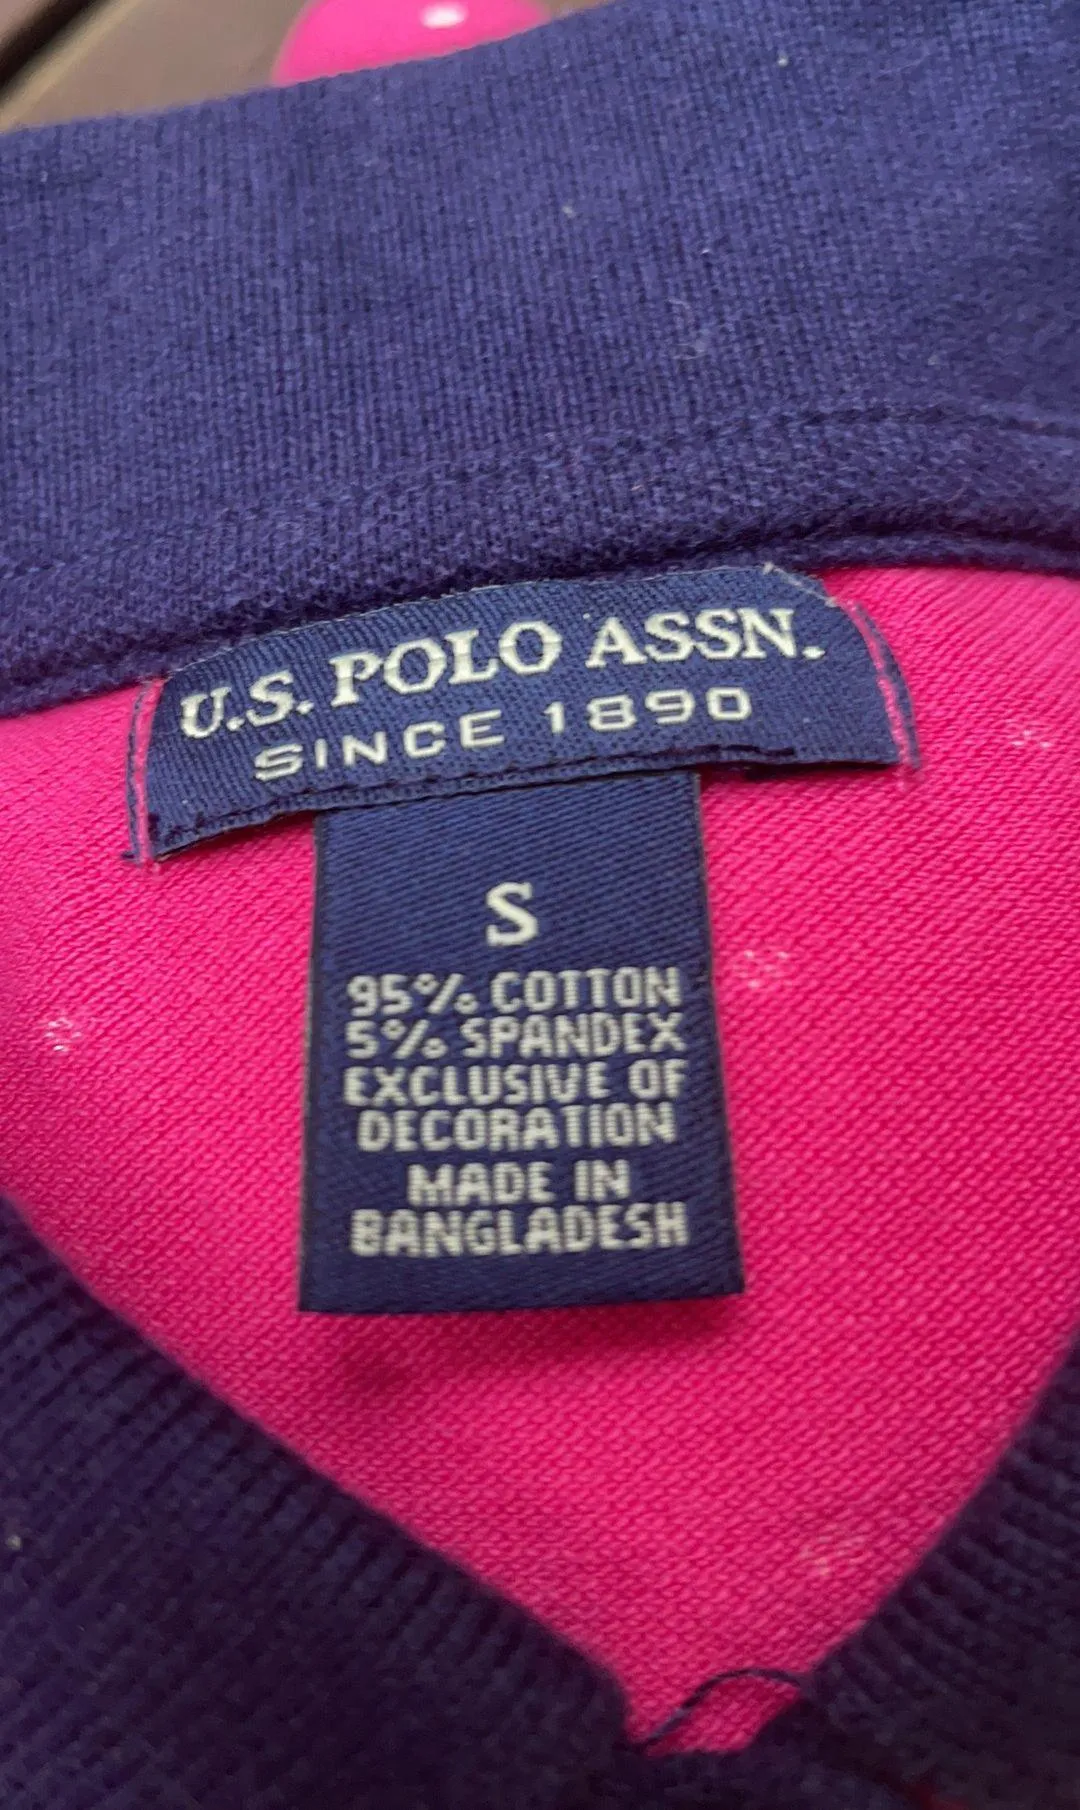 U.S. POLO ASSN.
SINCE 1890
S
95% COTTON
5% SPANDEX
EXCLUSIVE OF
DECORATION
MADE IN
BANGLADESH